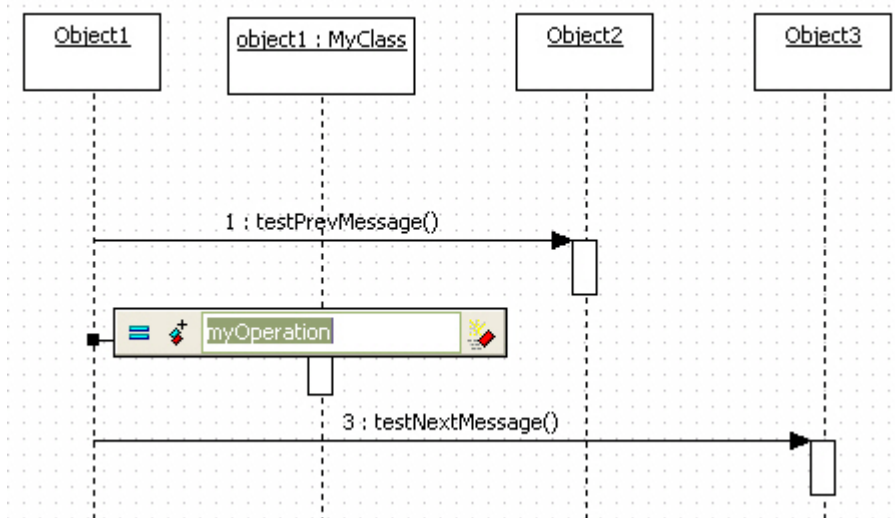 Object1
object1 : MyClass
Object2
Object3
1 : testPrevMessage()
myOperation
3 : testNextMessage()